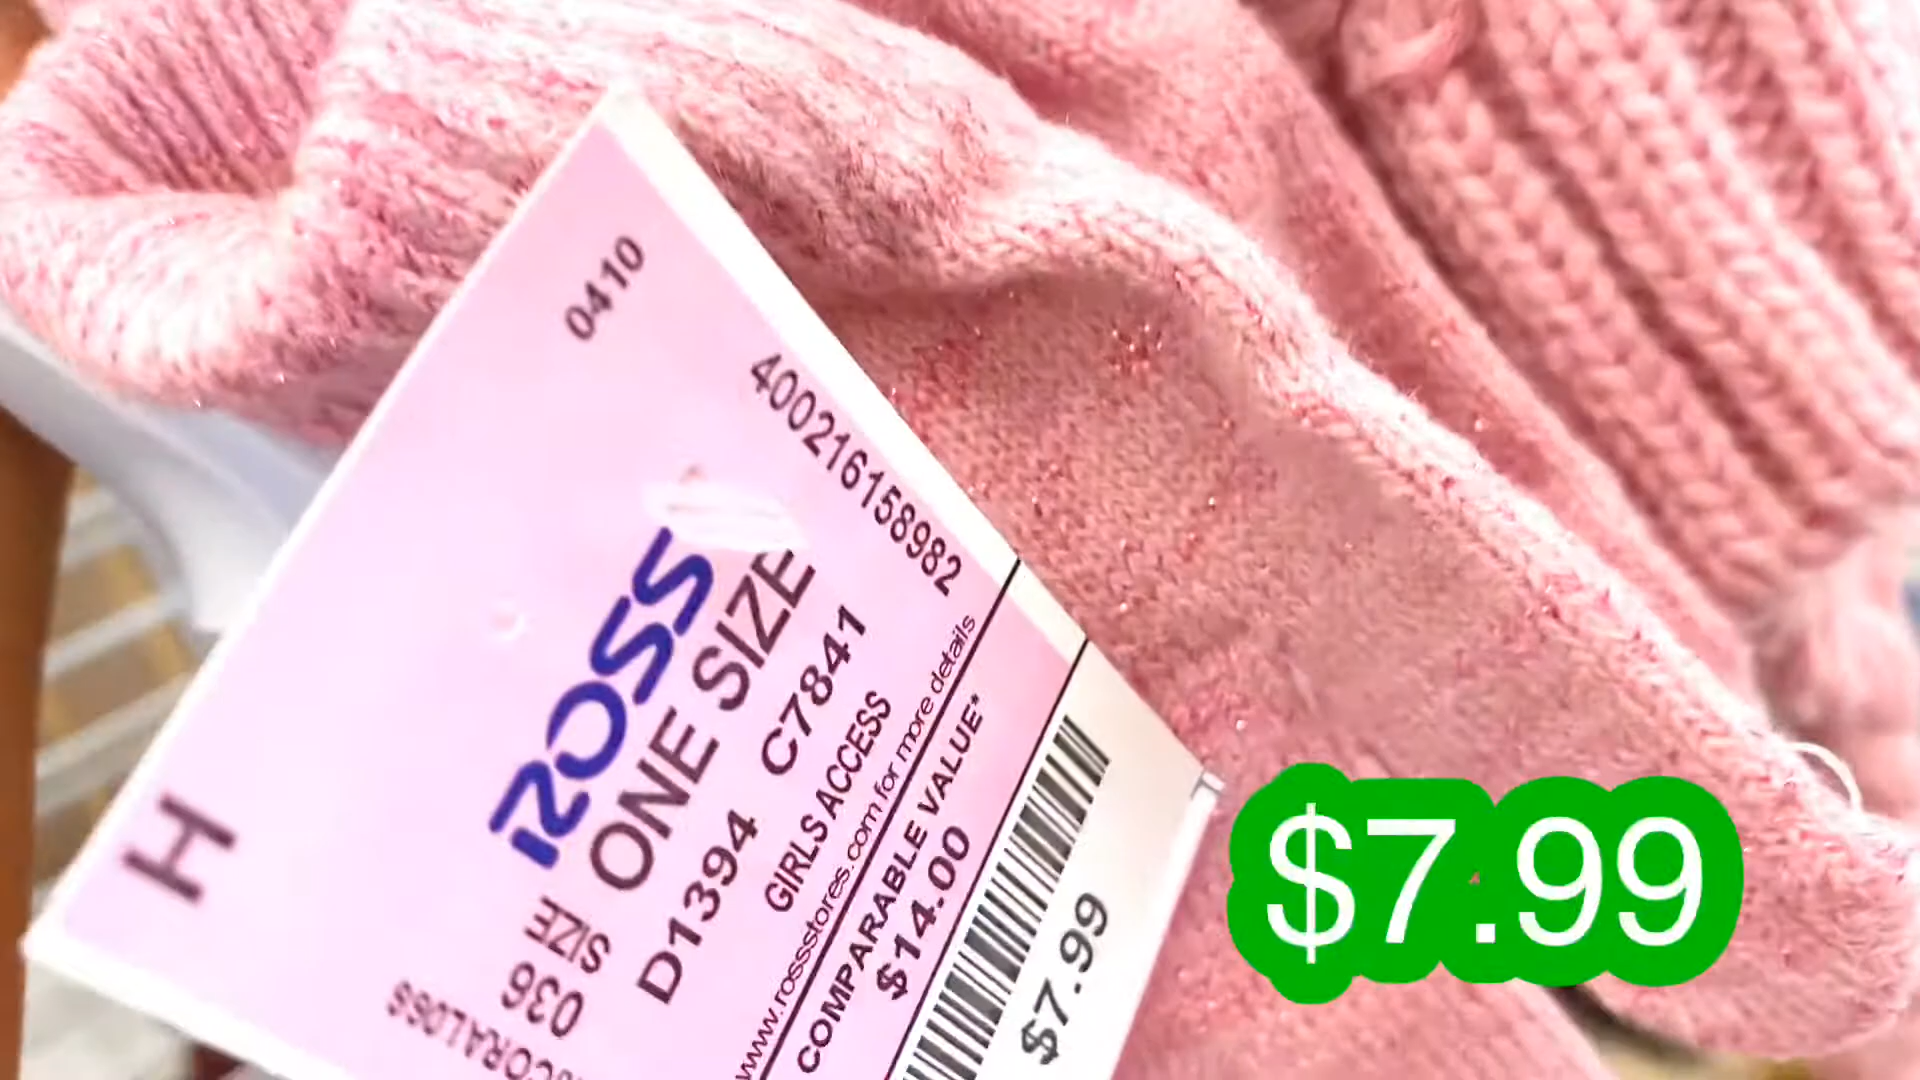 0410
400216158982
ROSS
ONE SIZE
SIZE
D1394 C7841
036
GIRLS ACCESS
www.rossstores.com for more details
COMPARABLE VALUE*
$14.00
$7.99
H
$7.99